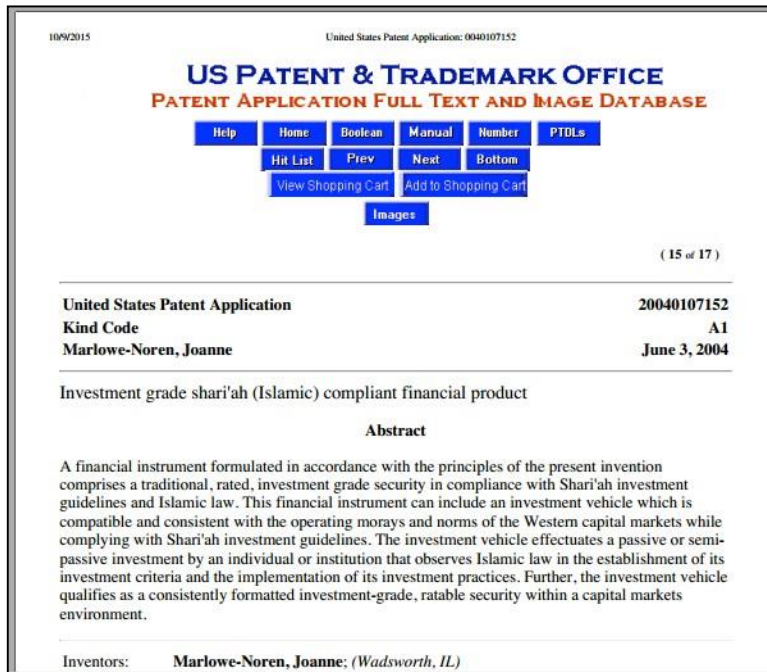 10/9/2015 United States Patent Application: 0040107152
US PATENT & TRADEMARK OFFICE
PATENT APPLICATION FULL TEXT AND IMAGE DATABASE
Help Home Boolean Manual Number PTDLs
Hit List Prev Next Bottom
View Shopping Cart Add to Shopping Cart
Images
( 15 of 17 )
United States Patent Application 20040107152
Kind Code A1
Marlowe-Noren, Joanne June 3, 2004
Investment grade shari'ah (Islamic) compliant financial product
Abstract
A financial instrument formulated in accordance with the principles of the present invention
comprises a traditional, rated, investment grade security in compliance with Shari'ah investment
guidelines and Islamic law. This financial instrument can include an investment vehicle which is
compatible and consistent with the operating morays and norms of the Western capital markets while
complying with Shari'ah investment guidelines. The investment vehicle effectuates a passive or semi-
passive investment by an individual or institution that observes Islamic law in the establishment of its
investment criteria and the implementation of its investment practices. Further, the investment vehicle
qualifies as a consistently formatted investment-grade, ratable security within a capital markets
environment.
Inventors: Marlowe-Noren, Joanne; (Wadsworth, IL)